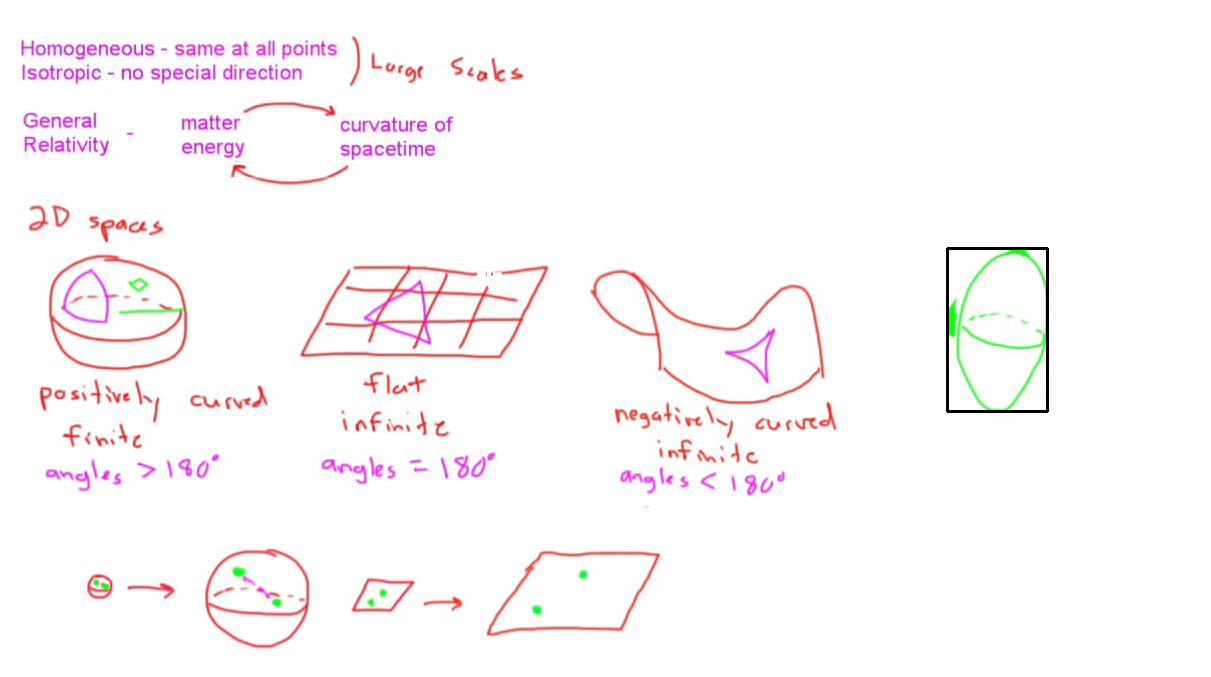 Homogeneous - same at all points
Isotropic - no special direction
Large Scales
General Relativity -
matter energy
curvature of spacetime
2D spaces
positively curved
finite
angles > 180°
flat
infinite
angles = 180°
negatively curved
infinite
angles < 180°